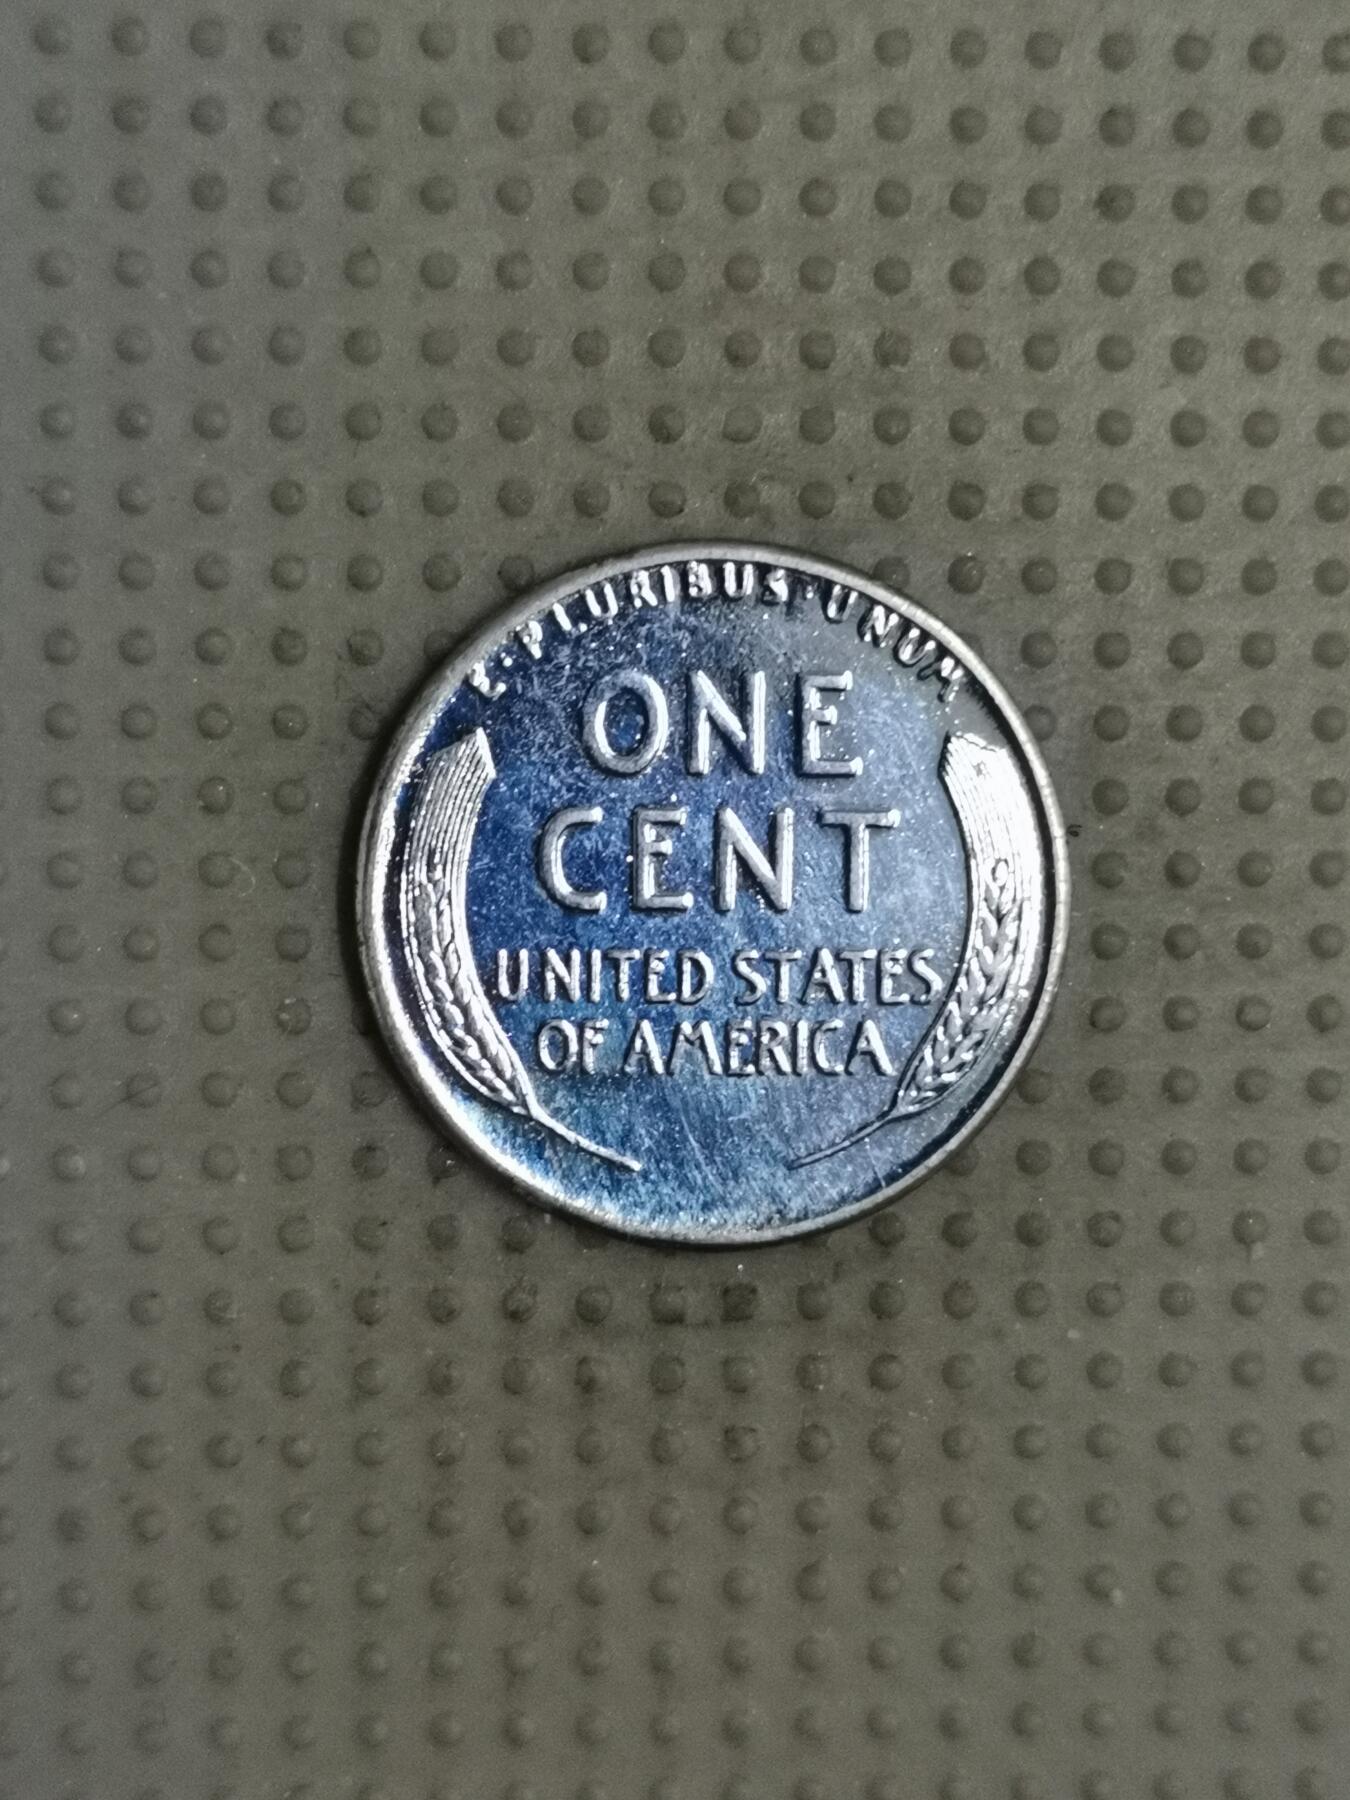 E·PLURIBUS·UNUM
ONE
CENT
UNITED STATES
OF AMERICA